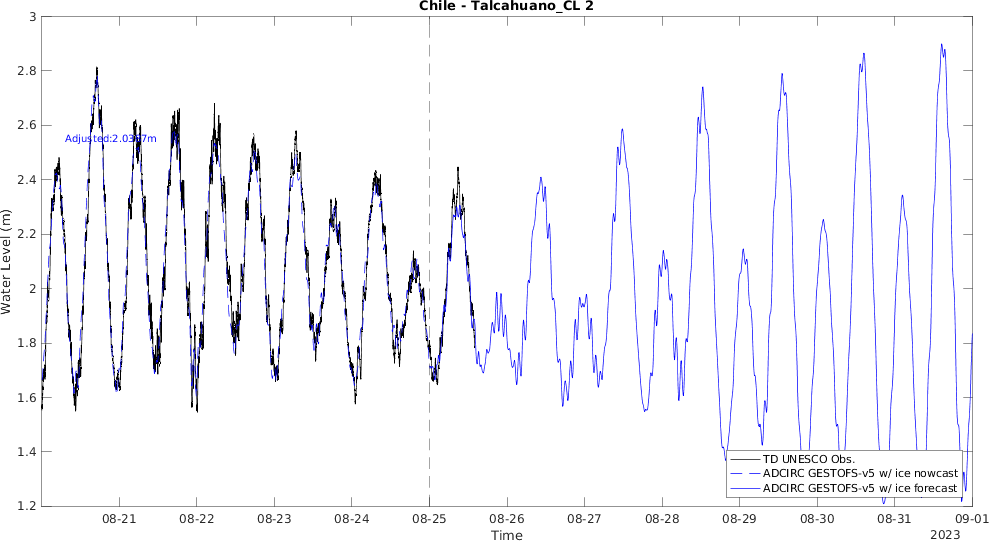 Chile - Talcahuano_CL 2
3
2.8
2.6
2.4
2.2
2
1.8
1.6
1.4
1.2
Water Level (m)
TD UNESCO Obs.
ADCIRC GESTOFS-v5 w/ ice nowcast
ADCIRC GESTOFS-v5 w/ ice forecast
08-21 08-22 08-23 08-24 08-25 08-26 08-27 08-28 08-29 08-30 08-31 09-01
Time
2023